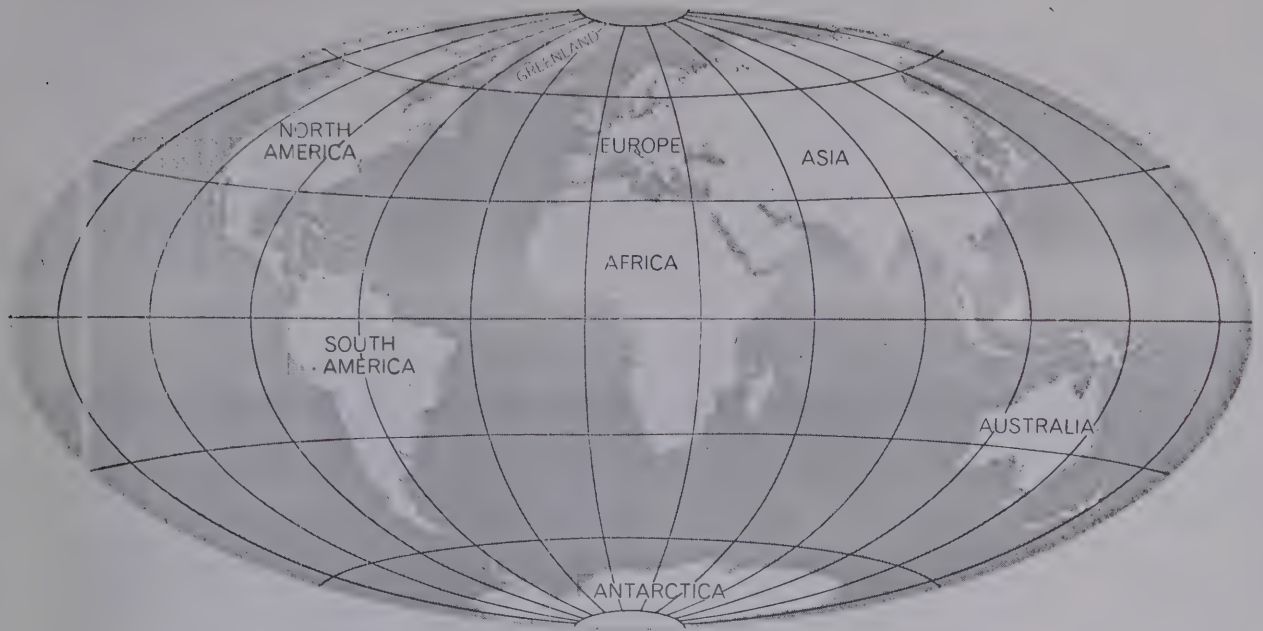 GREENLAND
NORTH
AMERICA
EUROPE
ASIA
AFRICA
SOUTH
AMERICA
AUSTRALIA
ANTARCTICA